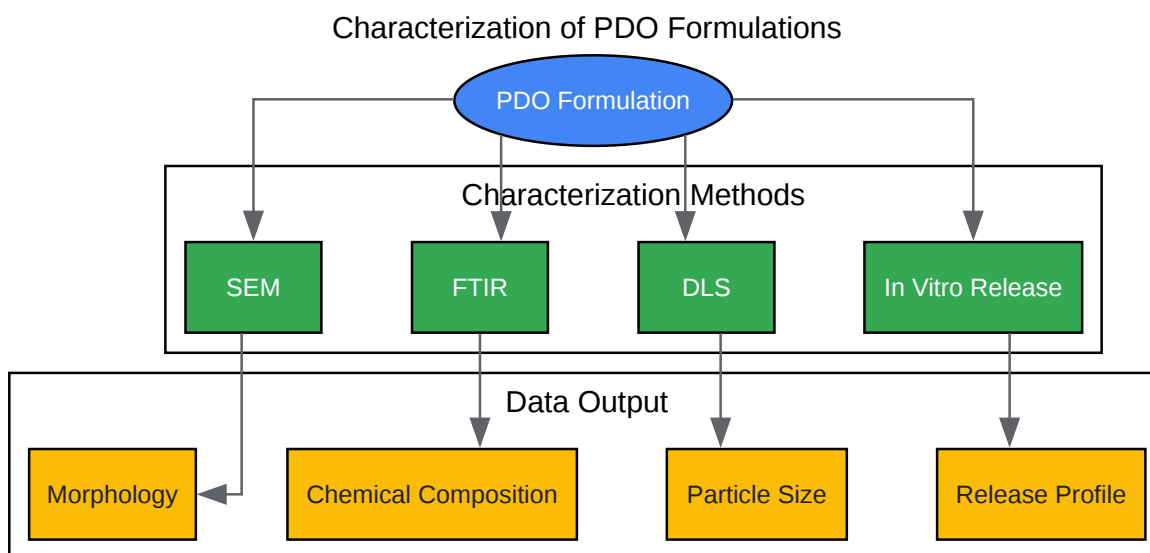 Characterization of PDO Formulations
PDO Formulation
Characterization Methods
SEM
FTIR
DLS
In Vitro Release
Data Output
Morphology
Chemical Composition
Particle Size
Release Profile